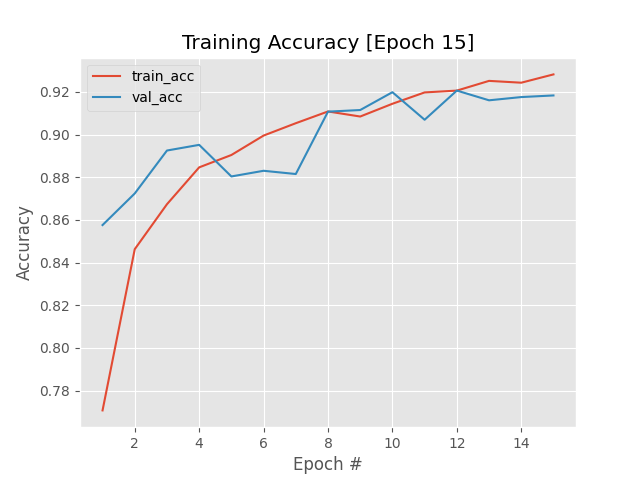 Training Accuracy [Epoch 15]
train_acc
val_acc
0.92
0.90
0.88
0.86
0.84
0.82
0.80
0.78
Accuracy
2 4 6 8 10 12 14
Epoch #